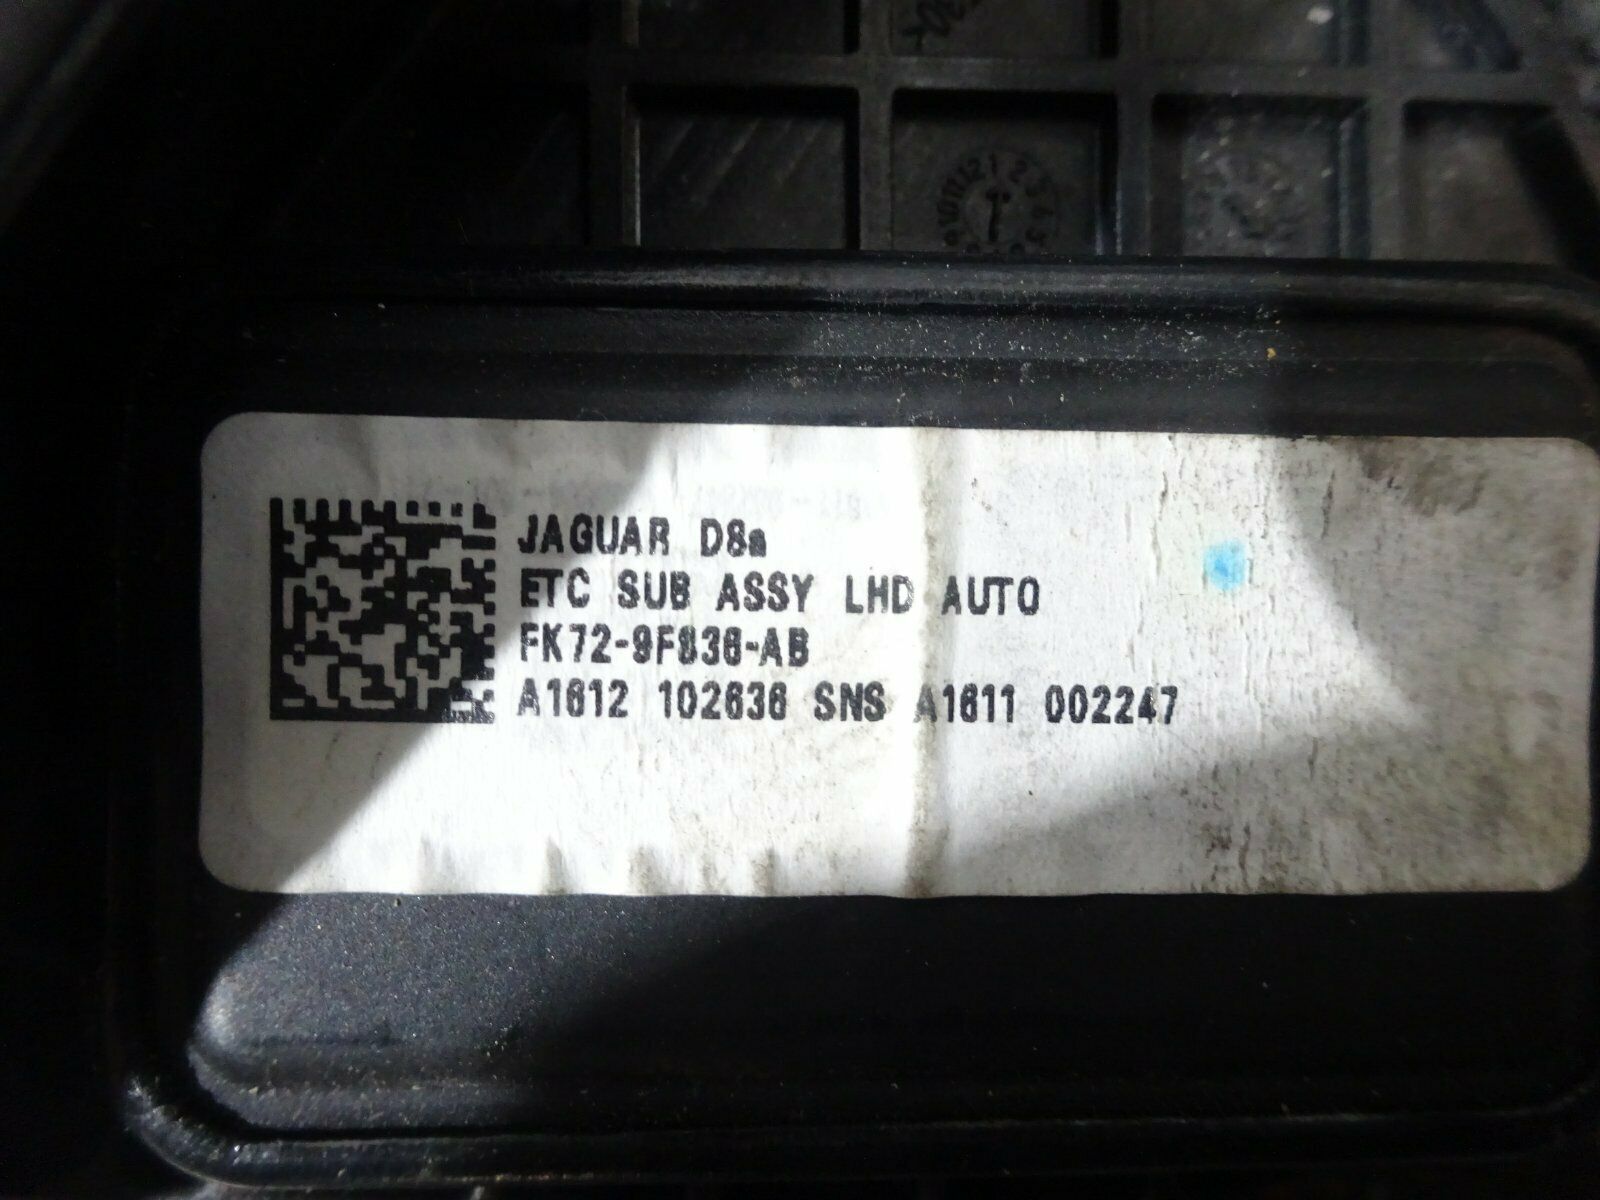 JAGUAR D8a
ETC SUB ASSY LHD AUTO
FK72-9F836-AB
A1612 102636 SNS A1611 002247